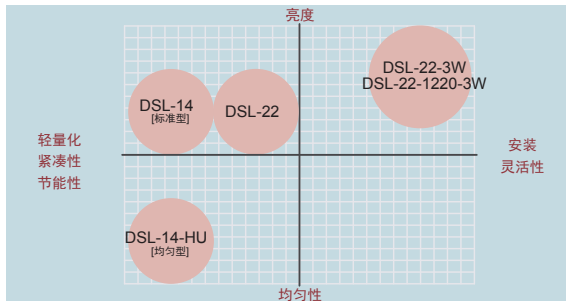 亮度
DSL-22-3W
DSL-22-1220-3W
DSL-14
[标准型]
DSL-22
轻量化
紧凑性
节能性
安装
灵活性
DSL-14-HU
[均匀型]
均匀性